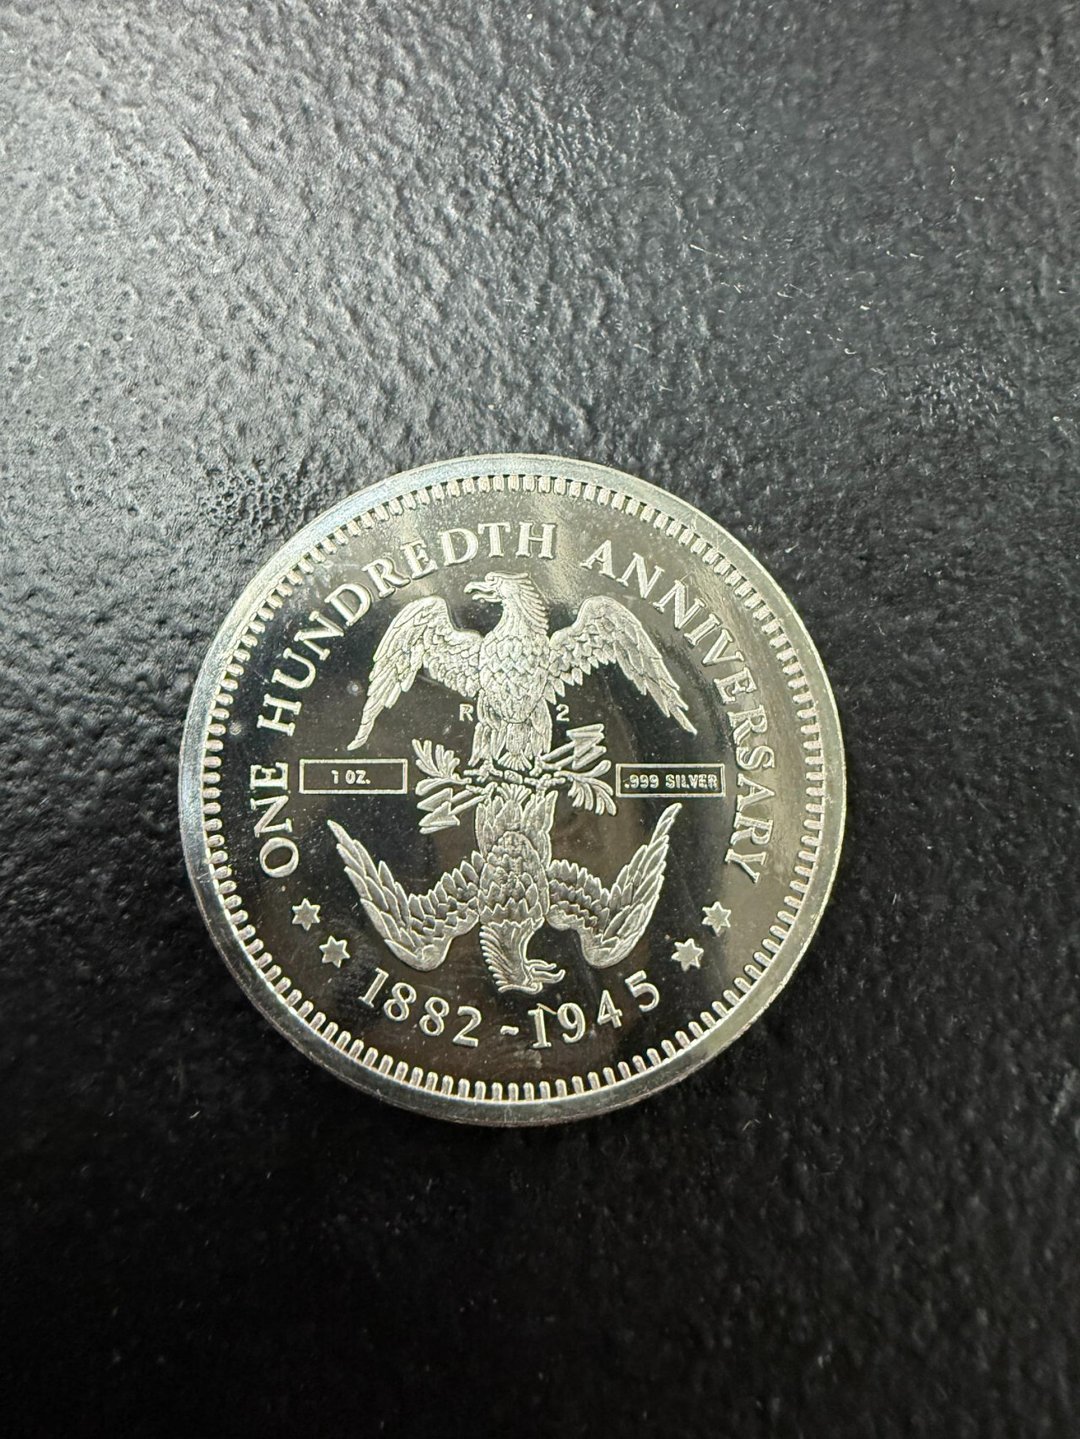 ONE HUNDREDTH ANNIVERSARY
R 2
1 OZ.
.999 SILVER
1882 - 1945